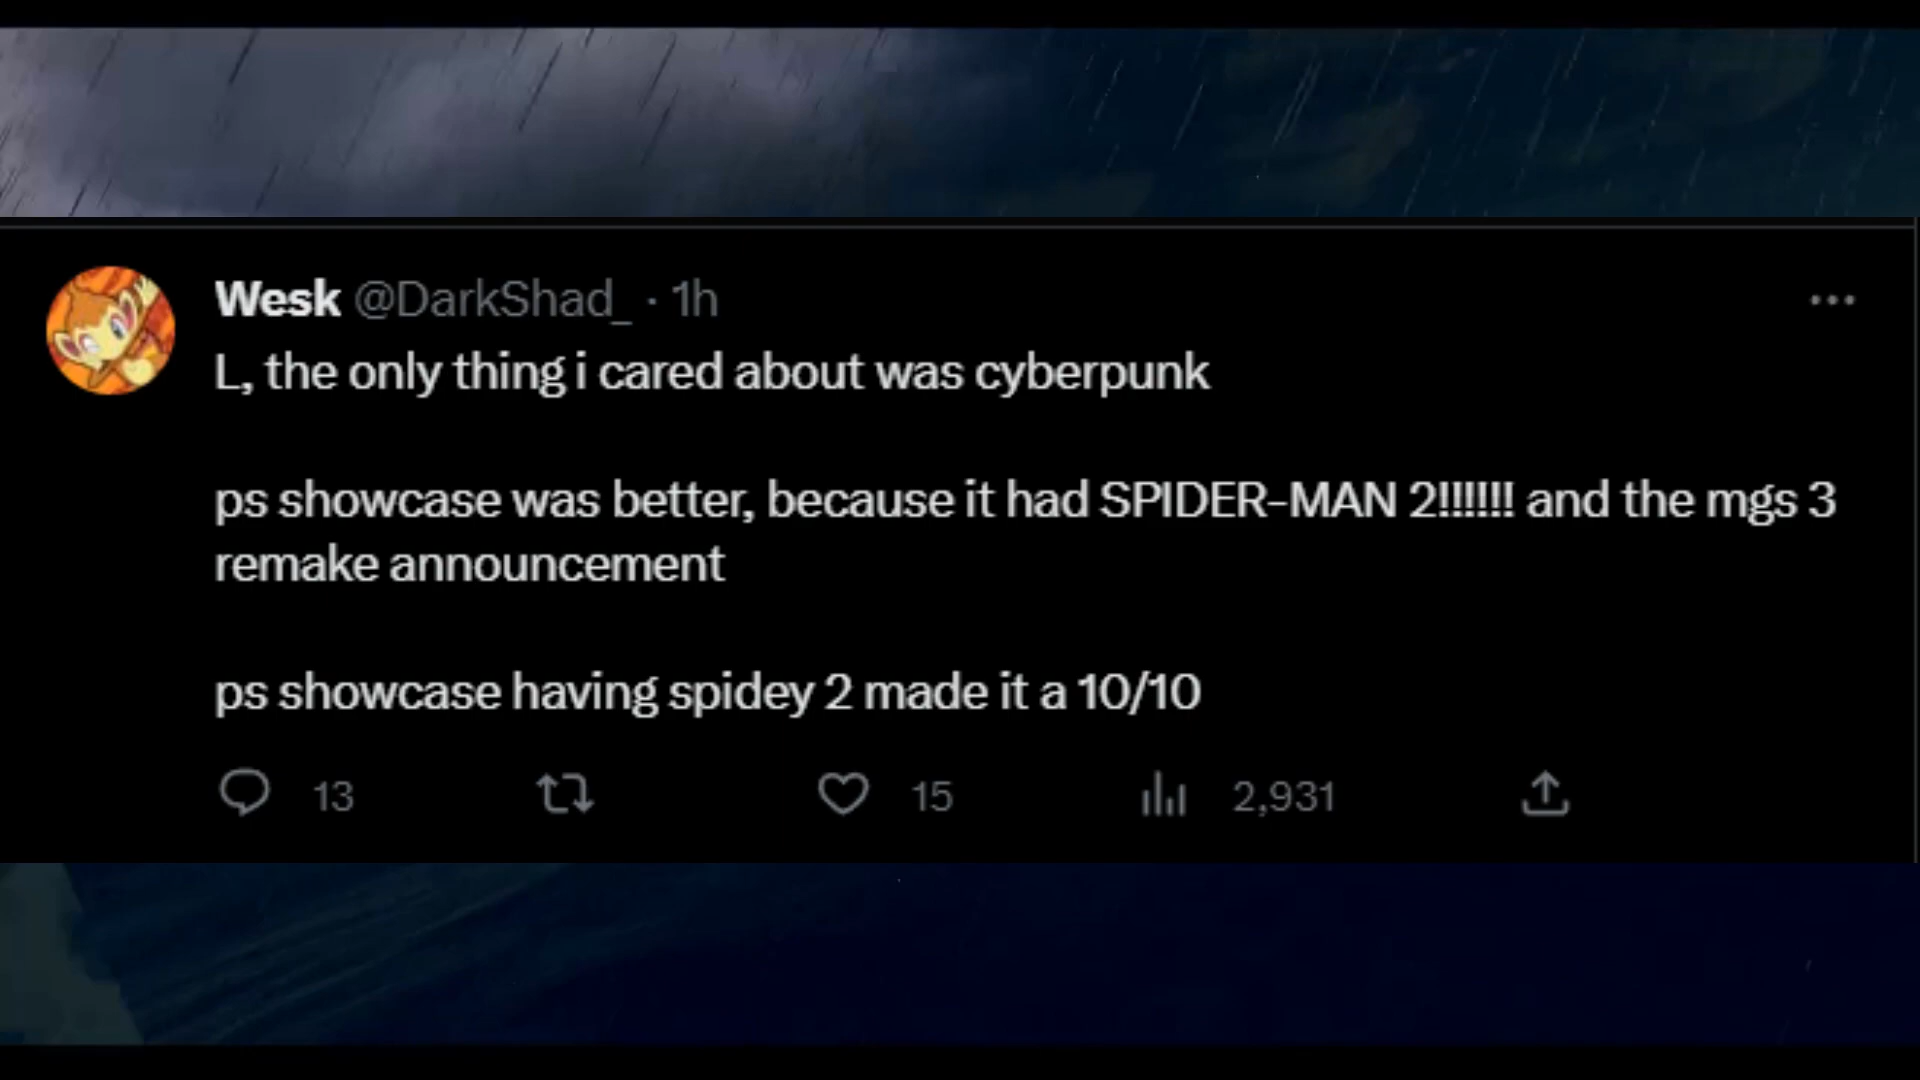 Wesk @DarkShad_ · 1h
L, the only thing i cared about was cyberpunk
ps showcase was better, because it had SPIDER-MAN 2!!!!!! and the mgs 3
remake announcement
ps showcase having spidey 2 made it a 10/10
13 15 2,931